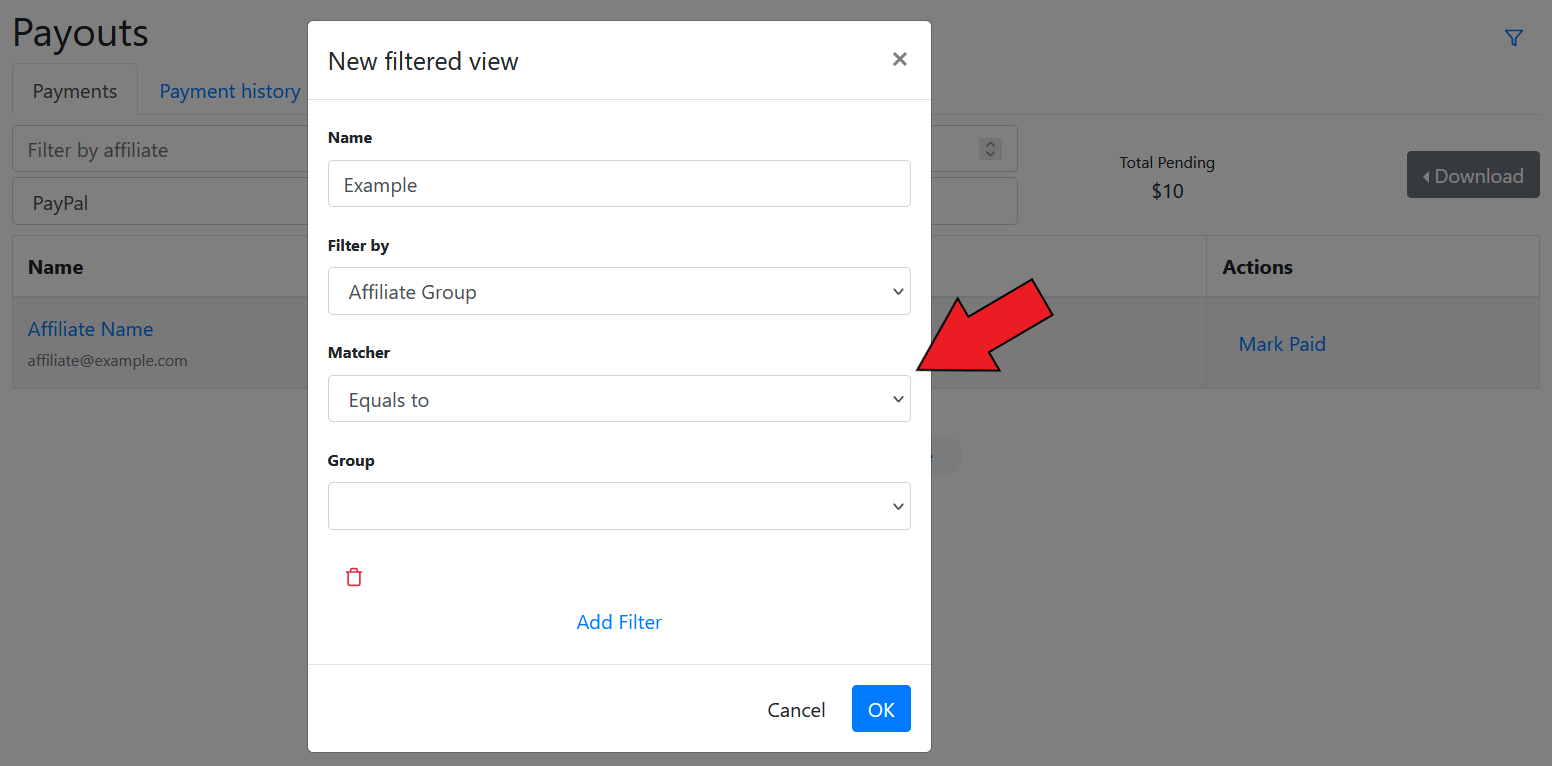 Payouts
New filtered view
Payments
Payment history
Name
Filter by affiliate
Example
Total Pending
$10
Download
PayPal
Filter by
Name
Affiliate Group
Actions
Affiliate Name
affiliate@example.com
Matcher
Mark Paid
Equals to
Group
Add Filter
Cancel
OK